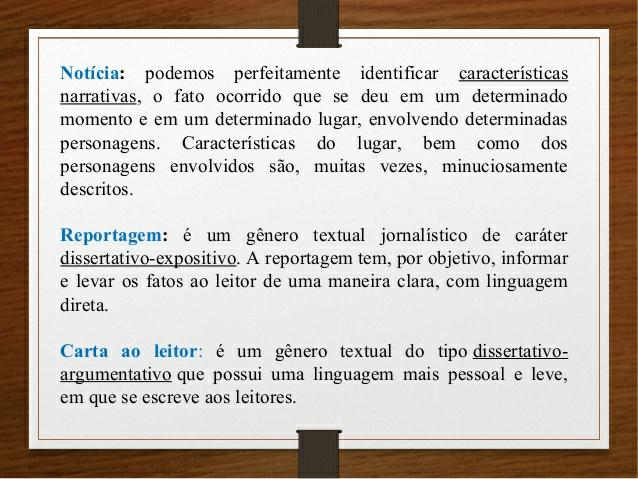 Notícia: podemos perfeitamente identificar características
narrativas, o fato ocorrido que se deu em um determinado
momento e em um determinado lugar, envolvendo determinadas
personagens. Características do lugar, bem como dos
personagens envolvidos são, muitas vezes, minuciosamente
descritos.
Reportagem: é um gênero textual jornalístico de caráter
dissertativo-expositivo. A reportagem tem, por objetivo, informar
e levar os fatos ao leitor de uma maneira clara, com linguagem
direta.
Carta ao leitor: é um gênero textual do tipo dissertativo-
argumentativo que possui uma linguagem mais pessoal e leve,
em que se escreve aos leitores.